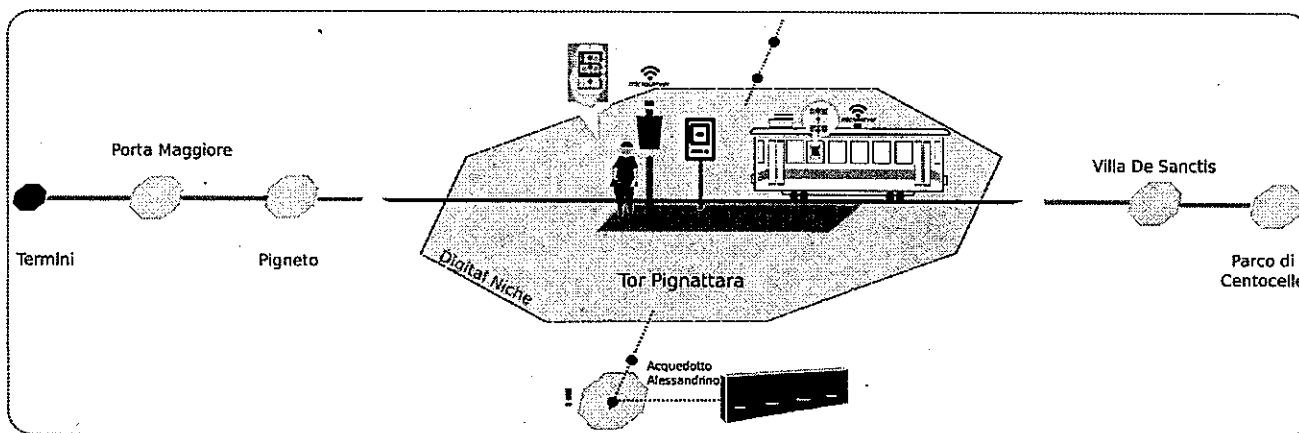 Porta Maggiore
Villa De Sanctis
Termini
Pigneto
Digital Niche
Tor Pignattara
Parco di
Centocelle
Acquedotto
Alessandrino